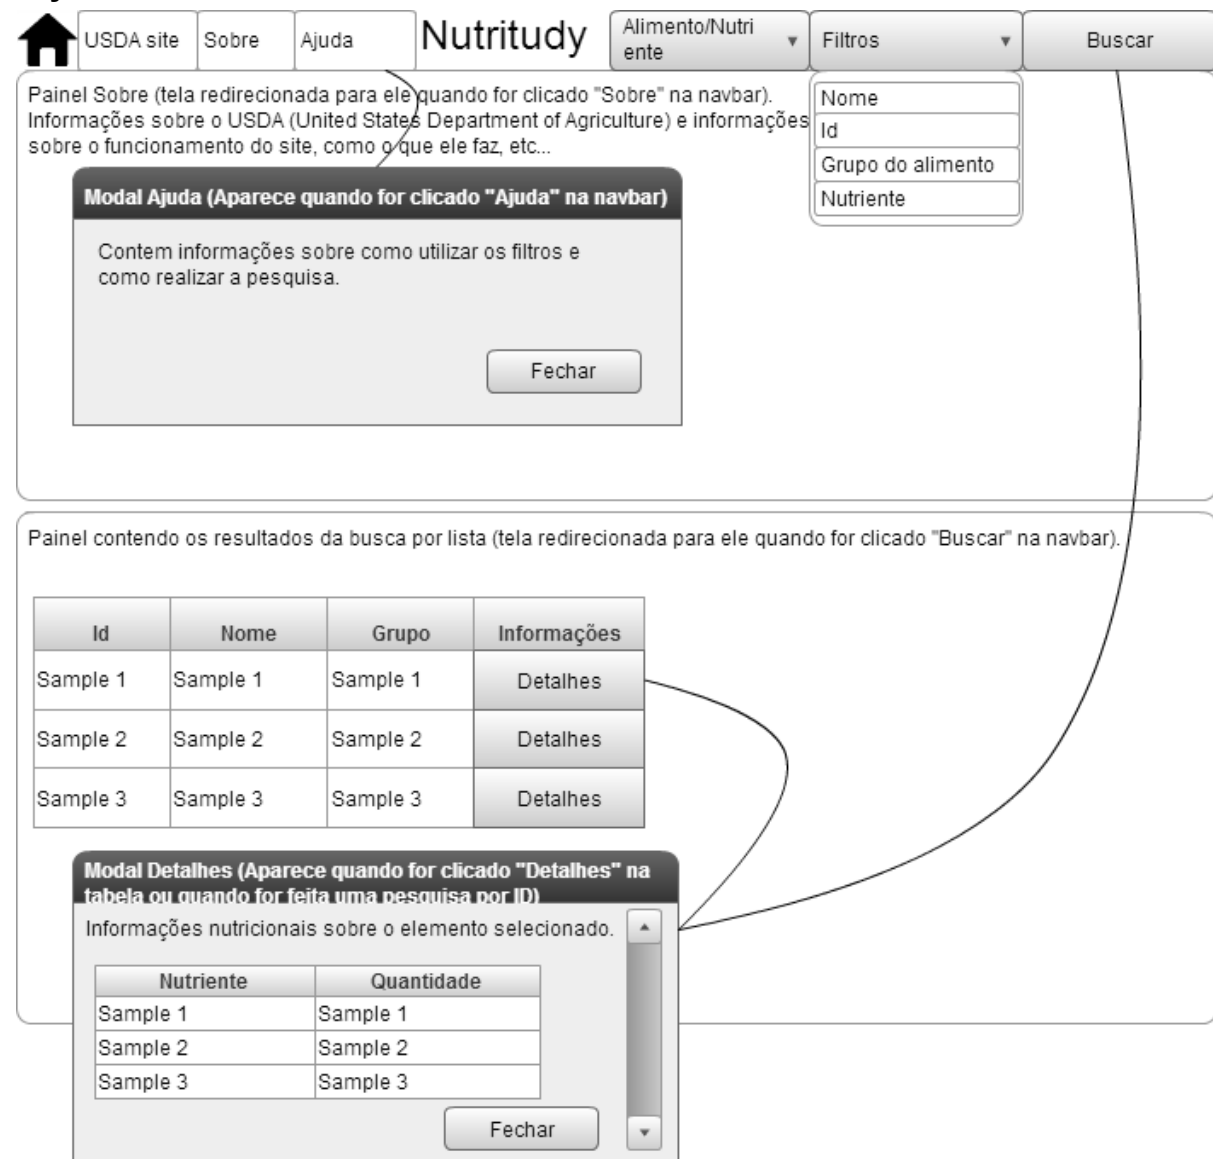 USDA site
Sobre
Ajuda
Nutritudy
Alimento/Nutri
ente
Filtros
Buscar
Painel Sobre (tela redirecionada para ele quando for clicado "Sobre" na navbar).
Informações sobre o USDA (United States Department of Agriculture) e informações
sobre o funcionamento do site, como o que ele faz, etc...
Nome
Id
Grupo do alimento
Nutriente
Modal Ajuda (Aparece quando for clicado "Ajuda" na navbar)
Contem informações sobre como utilizar os filtros e
como realizar a pesquisa.
Fechar
Painel contendo os resultados da busca por lista (tela redirecionada para ele quando for clicado "Buscar" na navbar).
Id Nome Grupo Informações
Sample 1 Sample 1 Sample 1 Detalhes
Sample 2 Sample 2 Sample 2 Detalhes
Sample 3 Sample 3 Sample 3 Detalhes
Modal Detalhes (Aparece quando for clicado "Detalhes" na
tabela ou quando for feita uma pesquisa por ID)
Informações nutricionais sobre o elemento selecionado.
Nutriente Quantidade
Sample 1 Sample 1
Sample 2 Sample 2
Sample 3 Sample 3
Fechar